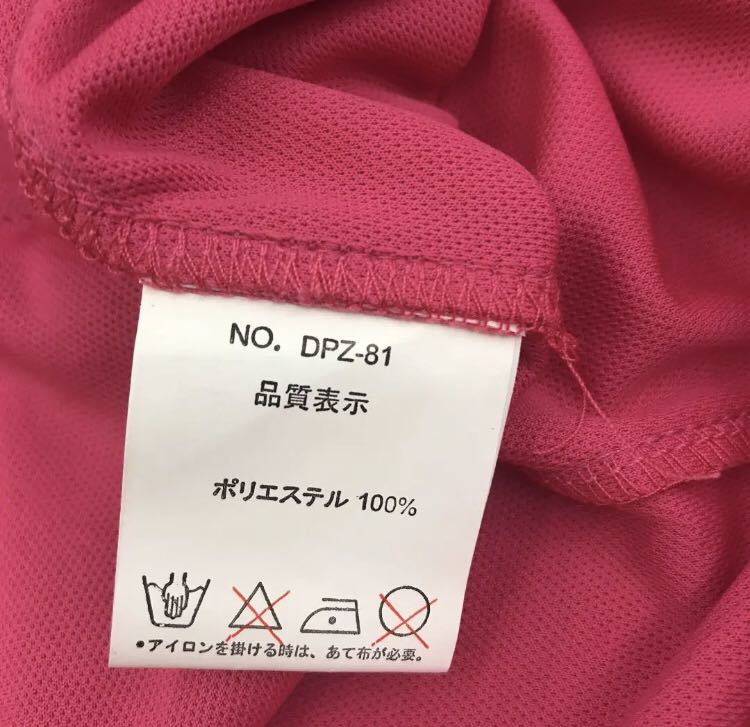 NO. DPZ-81
品質表示
ポリエステル 100%
•アイロンを掛ける時は、あて布が必要。